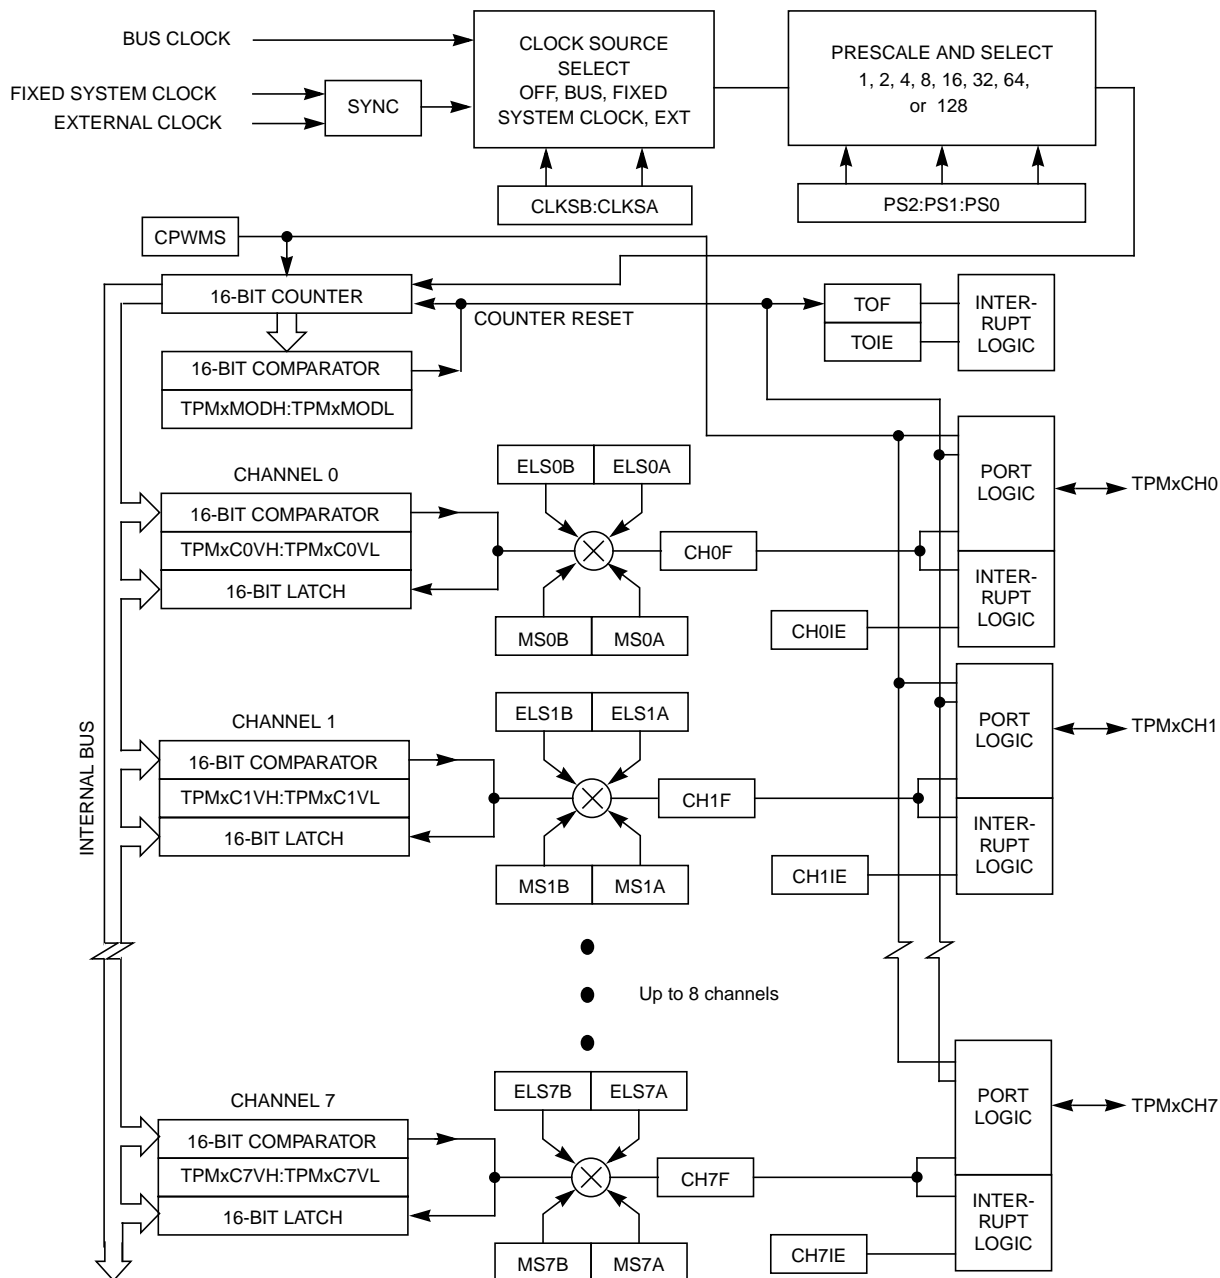 BUS CLOCK
FIXED SYSTEM CLOCK
EXTERNAL CLOCK
SYNC
CLOCK SOURCE
SELECT
OFF, BUS, FIXED
SYSTEM CLOCK, EXT
PRESCALE AND SELECT
1, 2, 4, 8, 16, 32, 64,
or 128
CLKSB:CLKSA
PS2:PS1:PS0
CPWMS
16-BIT COUNTER
COUNTER RESET
16-BIT COMPARATOR
TPMxMODH:TPMxMODL
TOF
TOIE
INTER-
RUPT
LOGIC
INTERNAL BUS
CHANNEL 0
16-BIT COMPARATOR
TPMxC0VH:TPMxC0VL
16-BIT LATCH
ELS0B
ELS0A
MS0B
MS0A
CH0F
CH0IE
PORT
LOGIC
INTER-
RUPT
LOGIC
TPMxCH0
CHANNEL 1
16-BIT COMPARATOR
TPMxC1VH:TPMxC1VL
16-BIT LATCH
ELS1B
ELS1A
MS1B
MS1A
CH1F
CH1IE
PORT
LOGIC
INTER-
RUPT
LOGIC
TPMxCH1
Up to 8 channels
CHANNEL 7
16-BIT COMPARATOR
TPMxC7VH:TPMxC7VL
16-BIT LATCH
ELS7B
ELS7A
MS7B
MS7A
CH7F
CH7IE
PORT
LOGIC
INTER-
RUPT
LOGIC
TPMxCH7